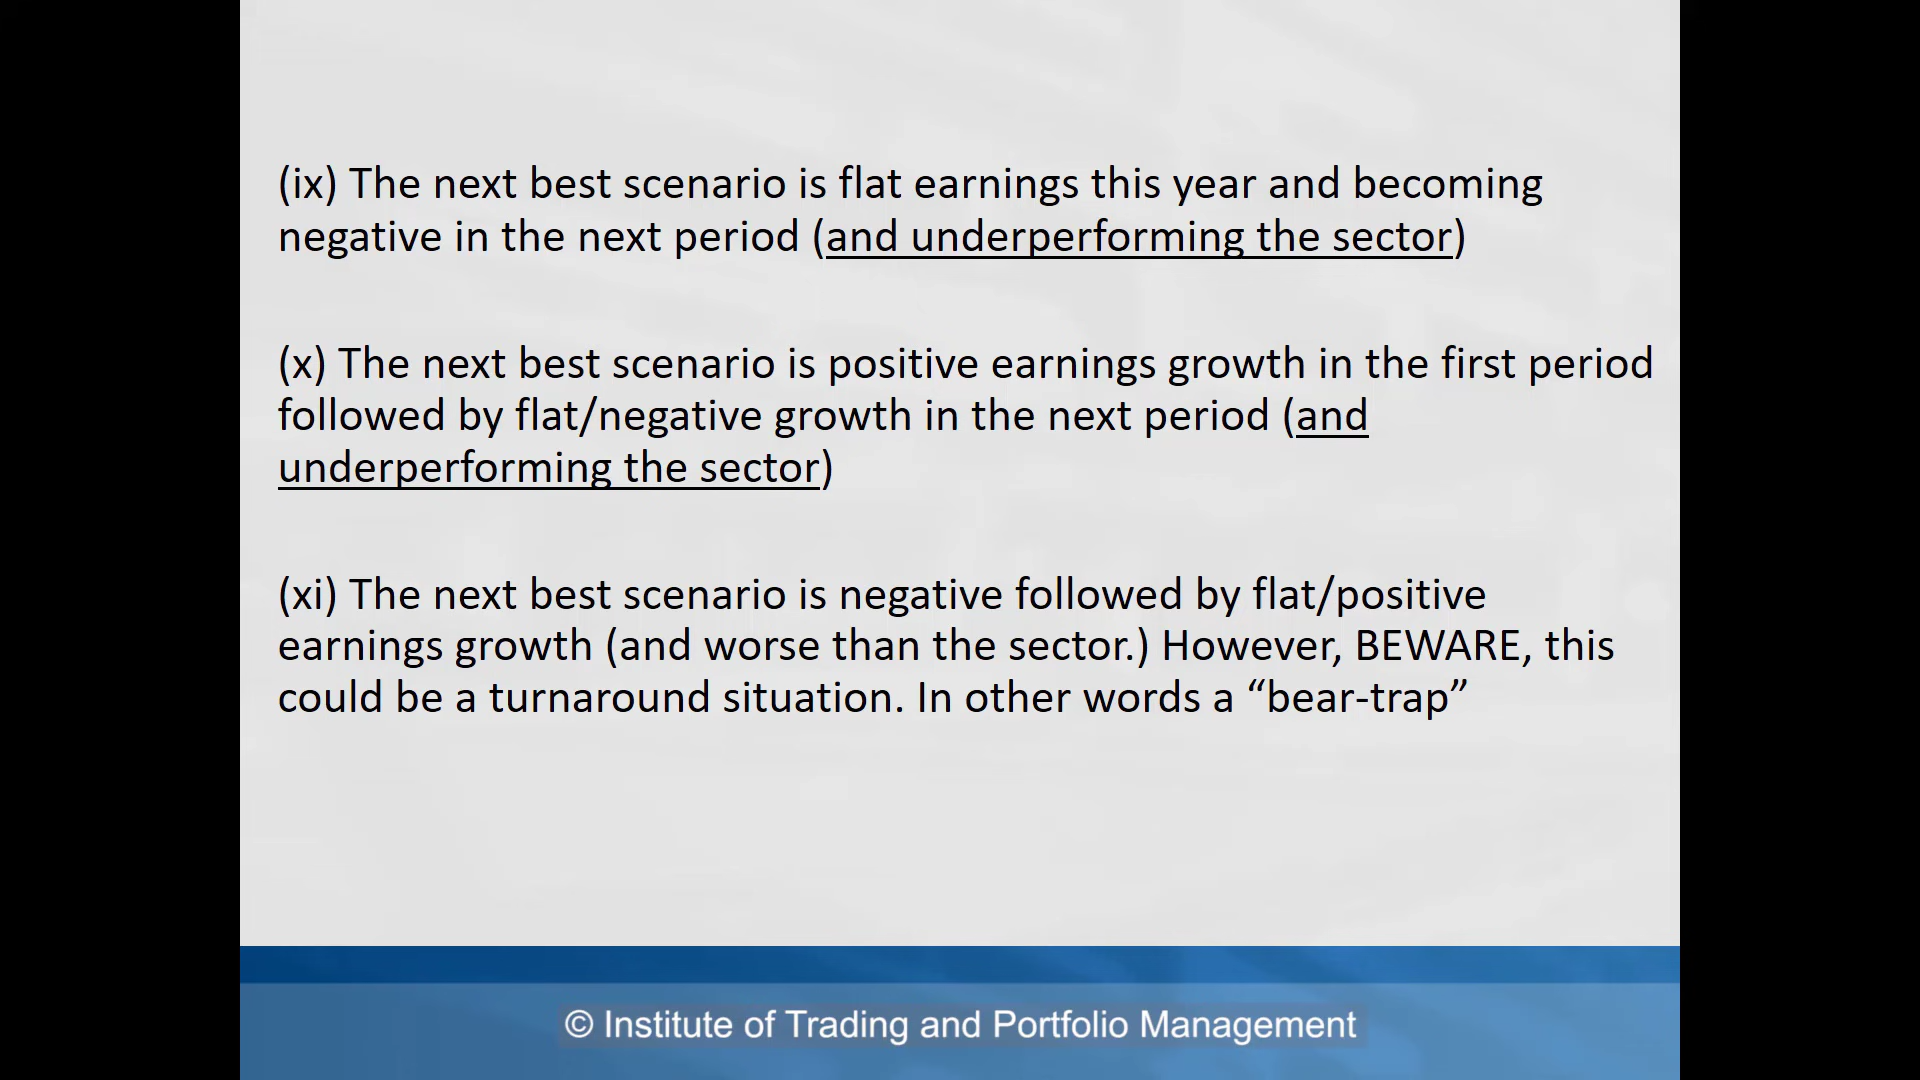 (ix) The next best scenario is flat earnings this year and becoming
negative in the next period (and underperforming the sector)
(x) The next best scenario is positive earnings growth in the first period
followed by flat/negative growth in the next period (and
underperforming the sector)
(xi) The next best scenario is negative followed by flat/positive
earnings growth (and worse than the sector.) However, BEWARE, this
could be a turnaround situation. In other words a “bear-trap”
© Institute of Trading and Portfolio Management